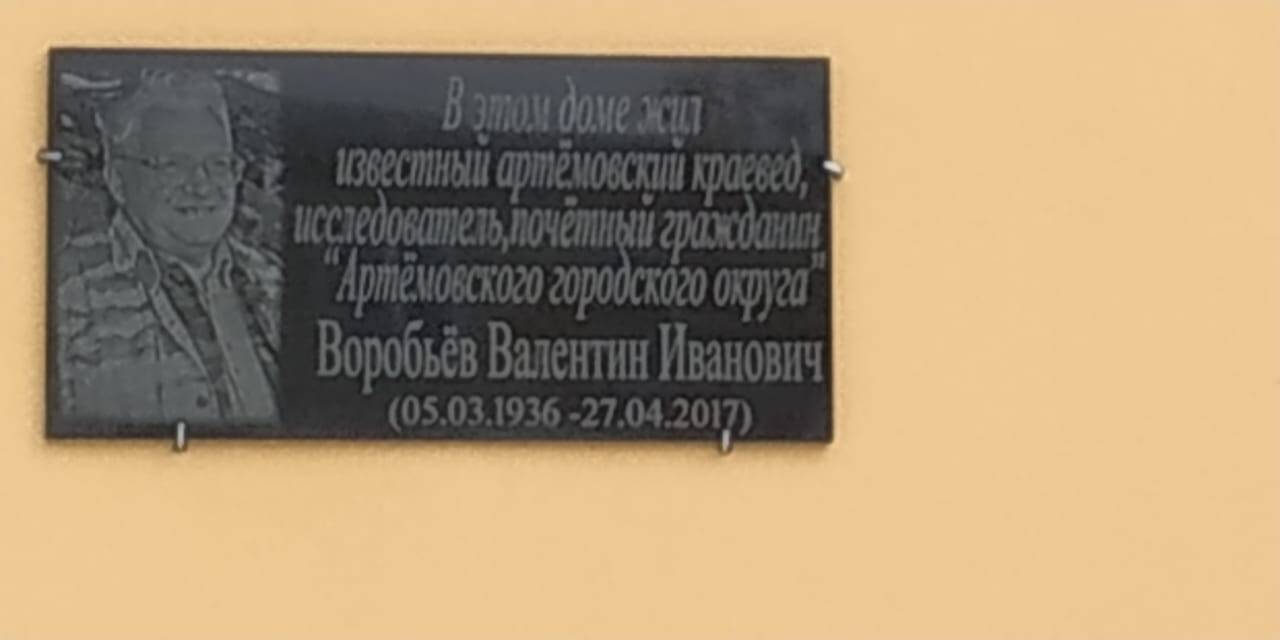 В этом доме жил
известный артёмовский краевед,
исследователь,почётный гражданин
“Артёмовского городского округа”
Воробьёв Валентин Иванович
(05.03.1936 -27.04.2017)